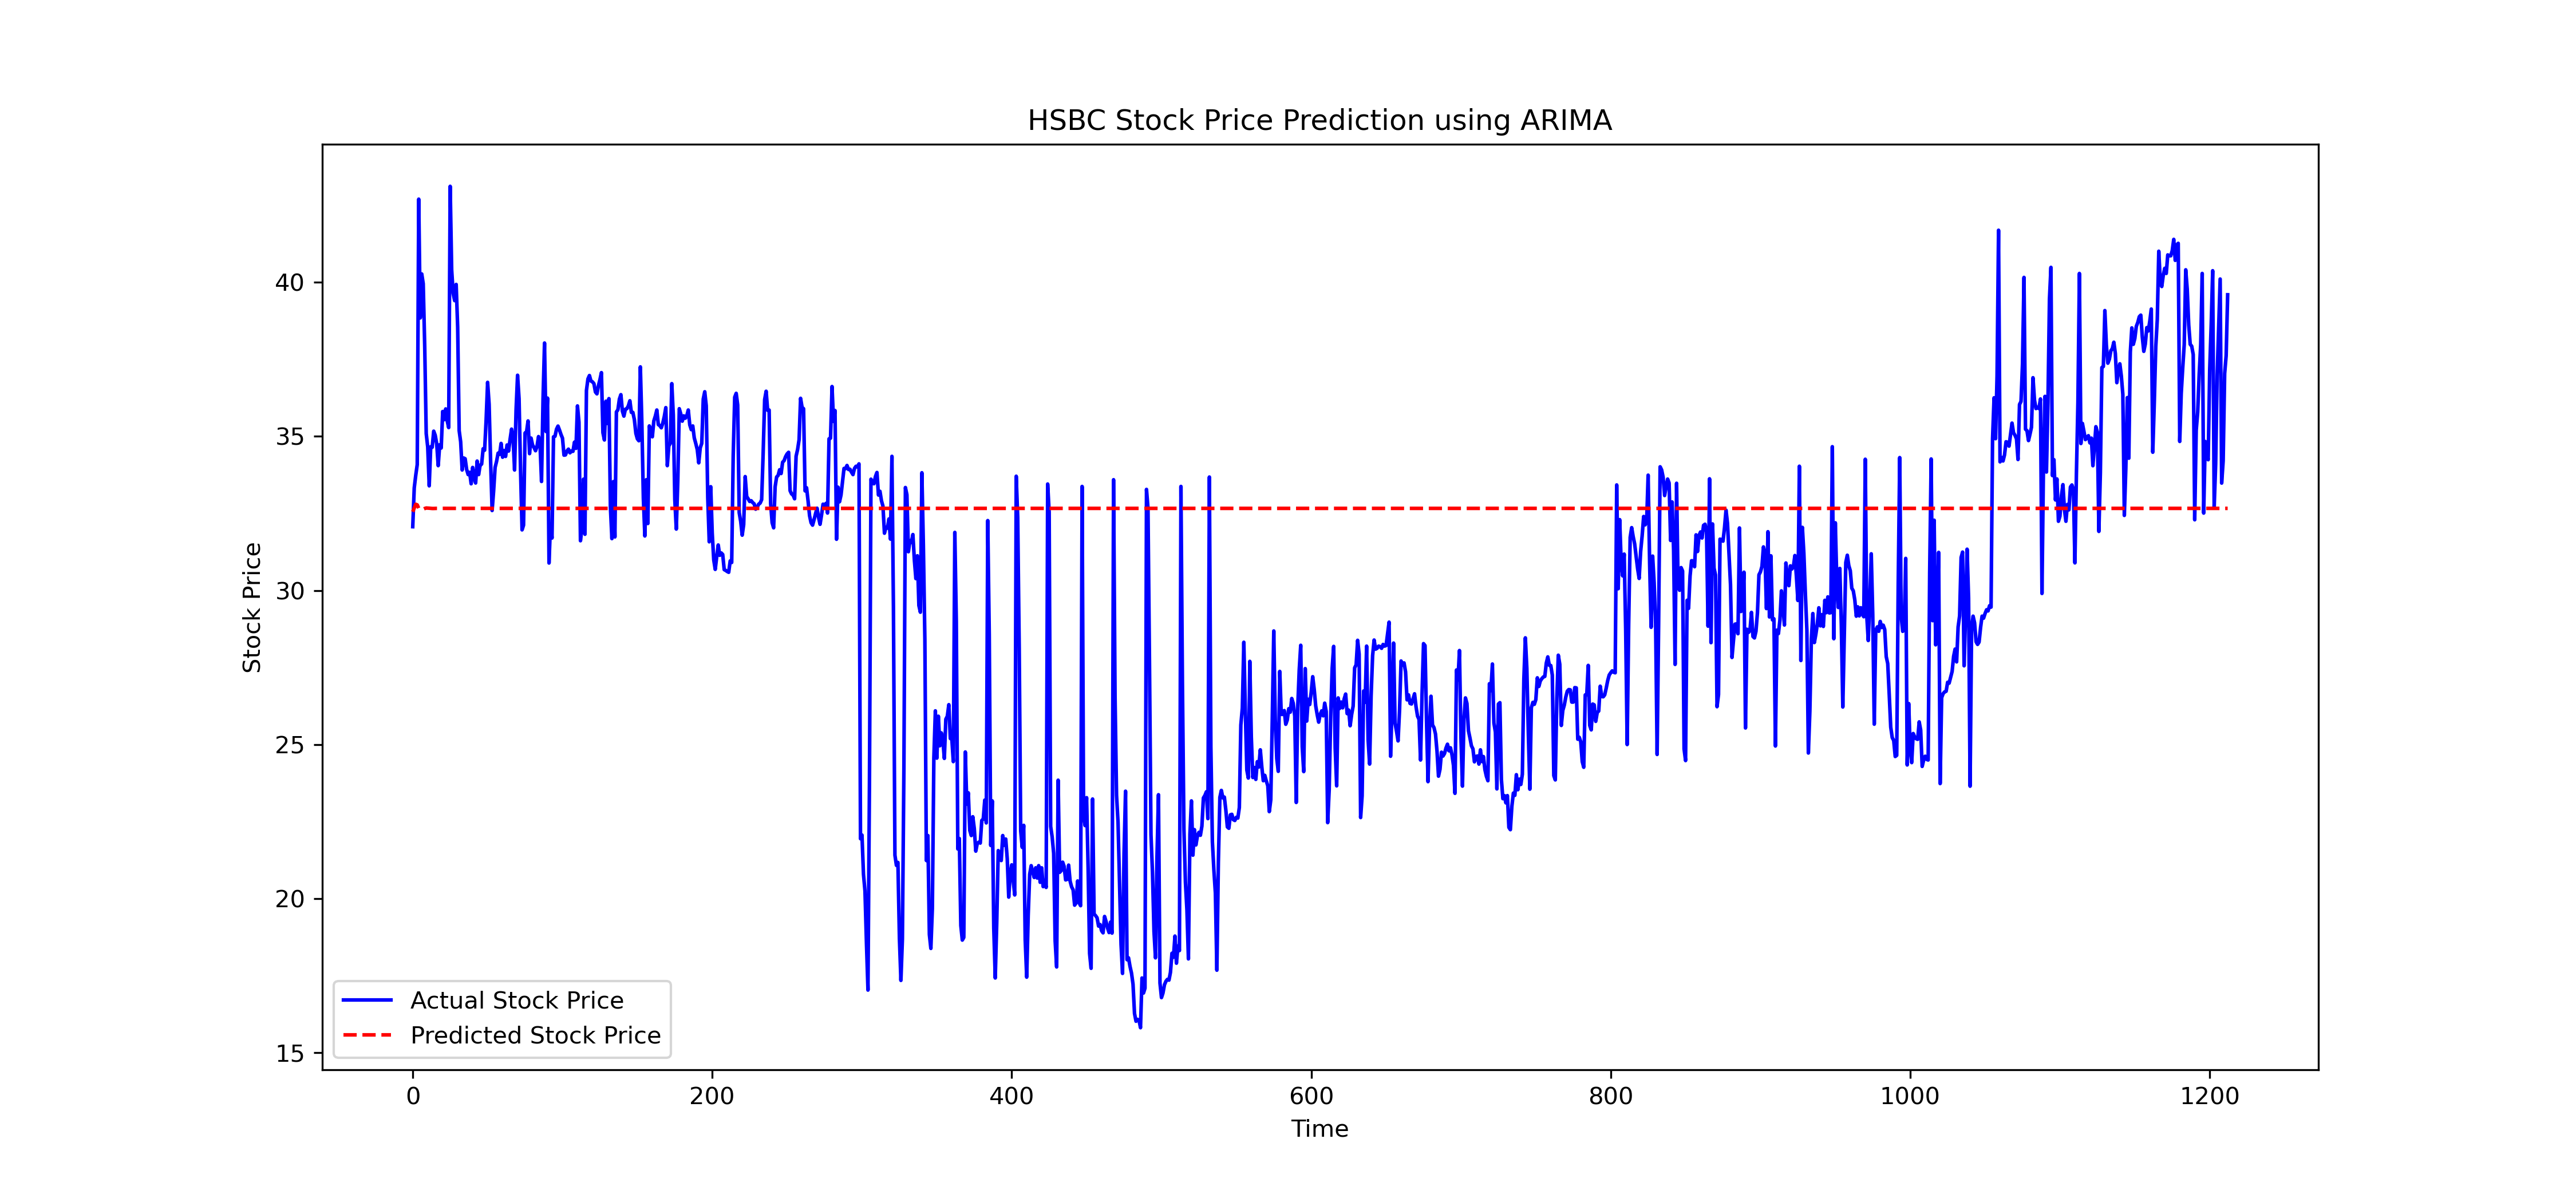 HSBC Stock Price Prediction using ARIMA
Stock Price
40
35
30
25
20
15
Actual Stock Price
Predicted Stock Price
0 200 400 600 800 1000 1200
Time